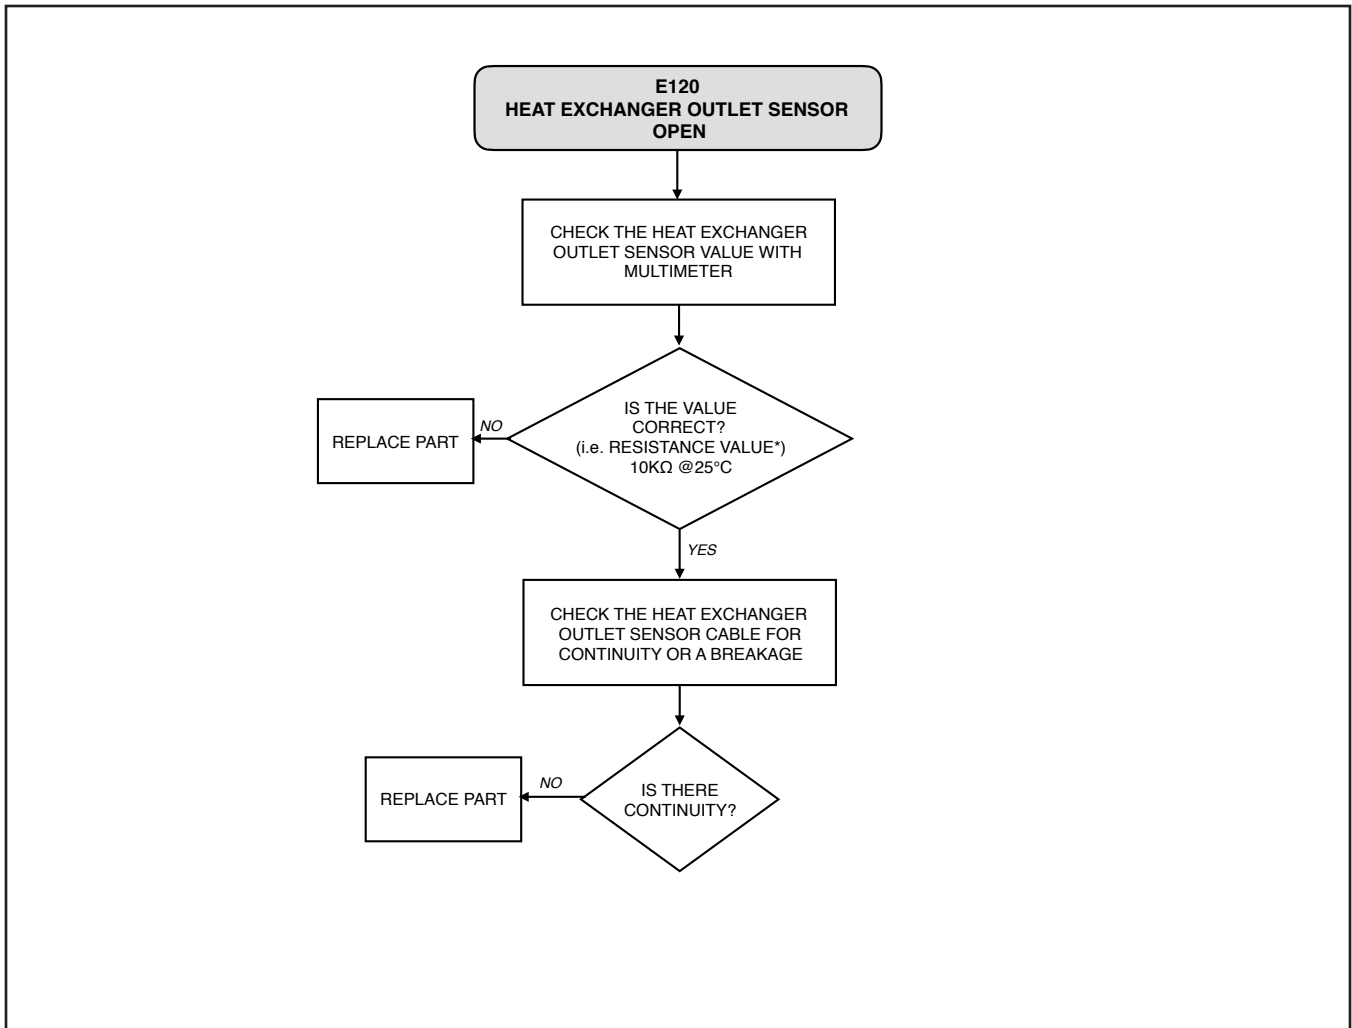 E120
HEAT EXCHANGER OUTLET SENSOR
OPEN
CHECK THE HEAT EXCHANGER
OUTLET SENSOR VALUE WITH
MULTIMETER
IS THE VALUE
CORRECT?
(i.e. RESISTANCE VALUE*)
10KΩ @25°C
NO
REPLACE PART
YES
CHECK THE HEAT EXCHANGER
OUTLET SENSOR CABLE FOR
CONTINUITY OR A BREAKAGE
IS THERE
CONTINUITY?
NO
REPLACE PART